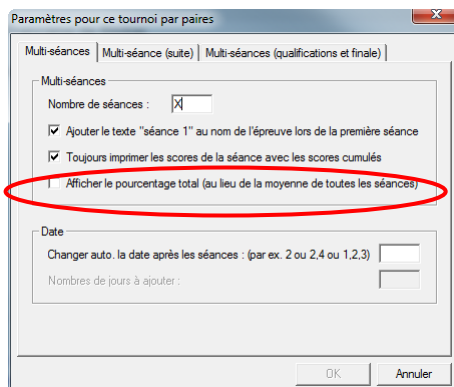 Paramètres pour ce tournoi par paires
Multi-séances
Multi-séance (suite)
Multi-séances (qualifications et finale)
Multi-séances
Nombre de séances : X
Ajouter le texte "séance 1" au nom de l'épreuve lors de la première séance
Toujours imprimer les scores de la séance avec les scores cumulés
Afficher le pourcentage total (au lieu de la moyenne de toutes les séances)
Date
Changer auto. la date après les séances : (par ex. 2 ou 2,4 ou 1,2,3)
Nombres de jours à ajouter :
OK
Annuler